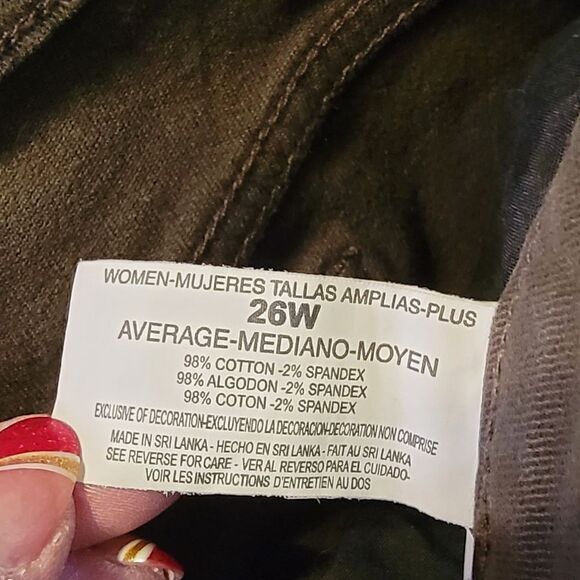 WOMEN-MUJERES TALLAS AMPLIAS-PLUS
26W
AVERAGE-MEDIANO-MOYEN
98% COTTON -2% SPANDEX
98% ALGODON -2% SPANDEX
98% COTON -2% SPANDEX
EXCLUSIVE OF DECORATION-EXCLUYENDO LA DECORACION-DECORATION NON COMPRISE
MADE IN SRI LANKA - HECHO EN SRI LANKA - FAIT AU SRI LANKA
SEE REVERSE FOR CARE - VER AL REVERSO PARA EL CUIDADO-
VOIR LES INSTRUCTIONS D'ENTRETIEN AU DOS